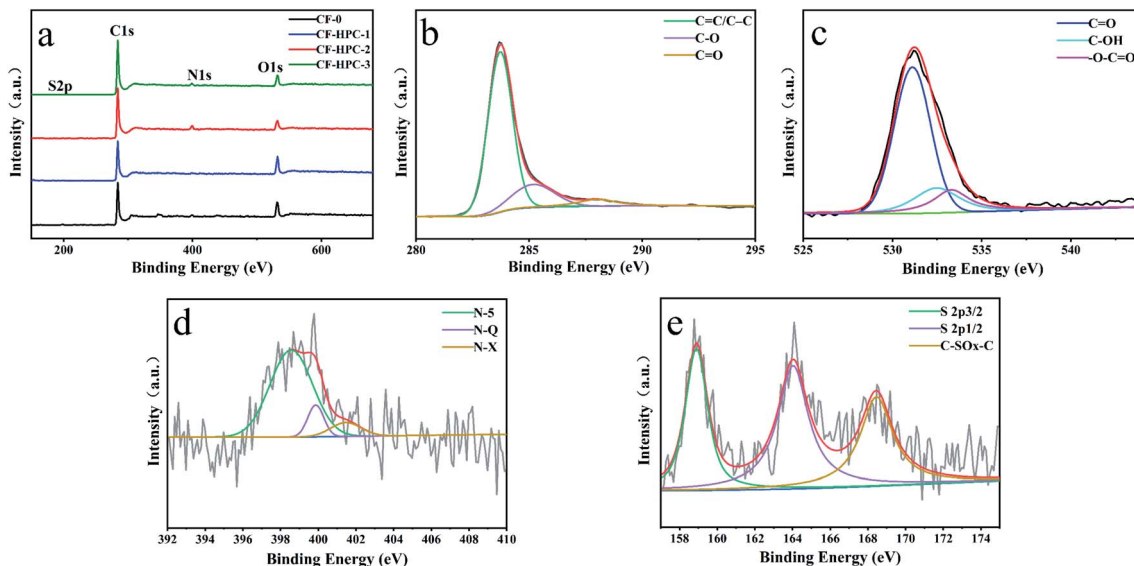 a
CF-0
CF-HPC-1
CF-HPC-2
CF-HPC-3
C1s
S2p
N1s
O1s
Intensity（a.u.）
200 400 600
Binding Energy (eV)
b
C=C/C–C
C-O
C=O
Intensity（a.u.）
280 285 290 295
Binding Energy (eV)
c
C=O
C-OH
-O-C=O
Intensity（a.u.）
525 530 535 540
Binding Energy (eV)
d
N-5
N-Q
N-X
Intensity（a.u.）
392 394 396 398 400 402 404 406 408 410
Binding Energy (eV)
e
S 2p3/2
S 2p1/2
C-SOx-C
Intensity（a.u.）
158 160 162 164 166 168 170 172 174
Binding Energy (eV)